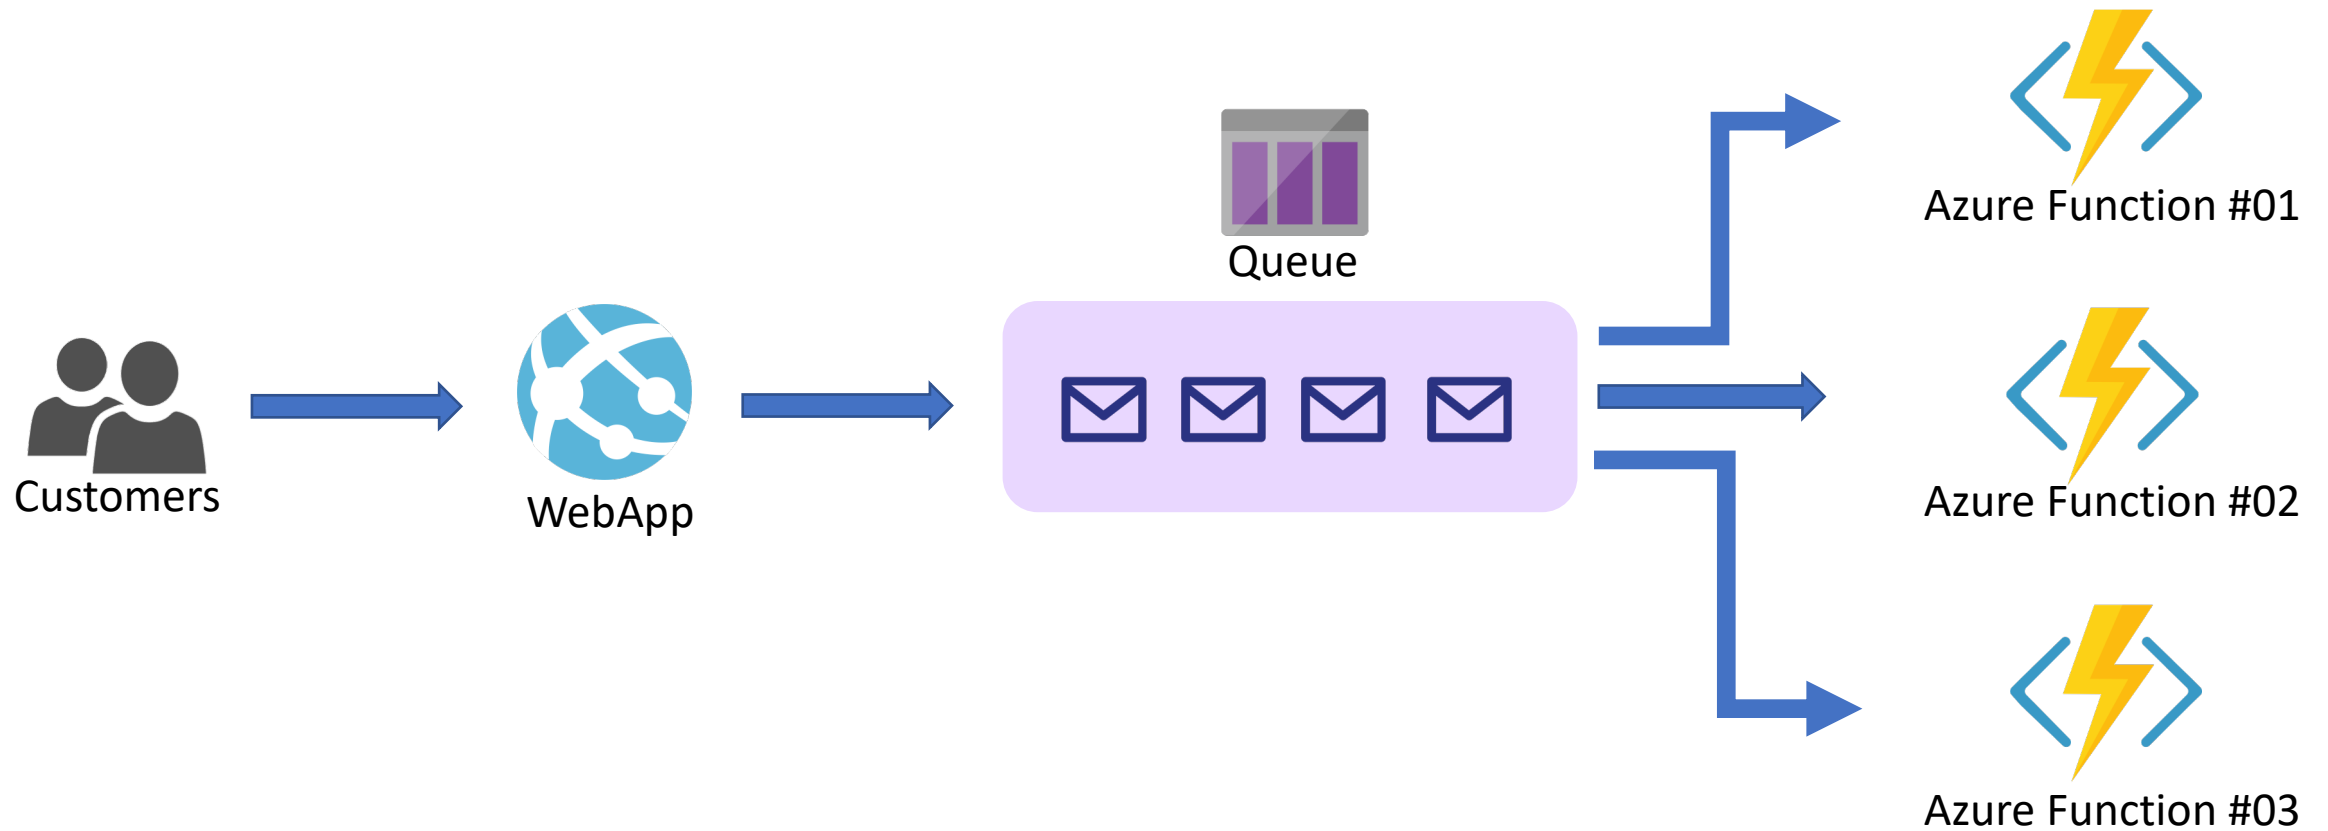 Customers
WebApp
Queue
Azure Function #01
Azure Function #02
Azure Function #03